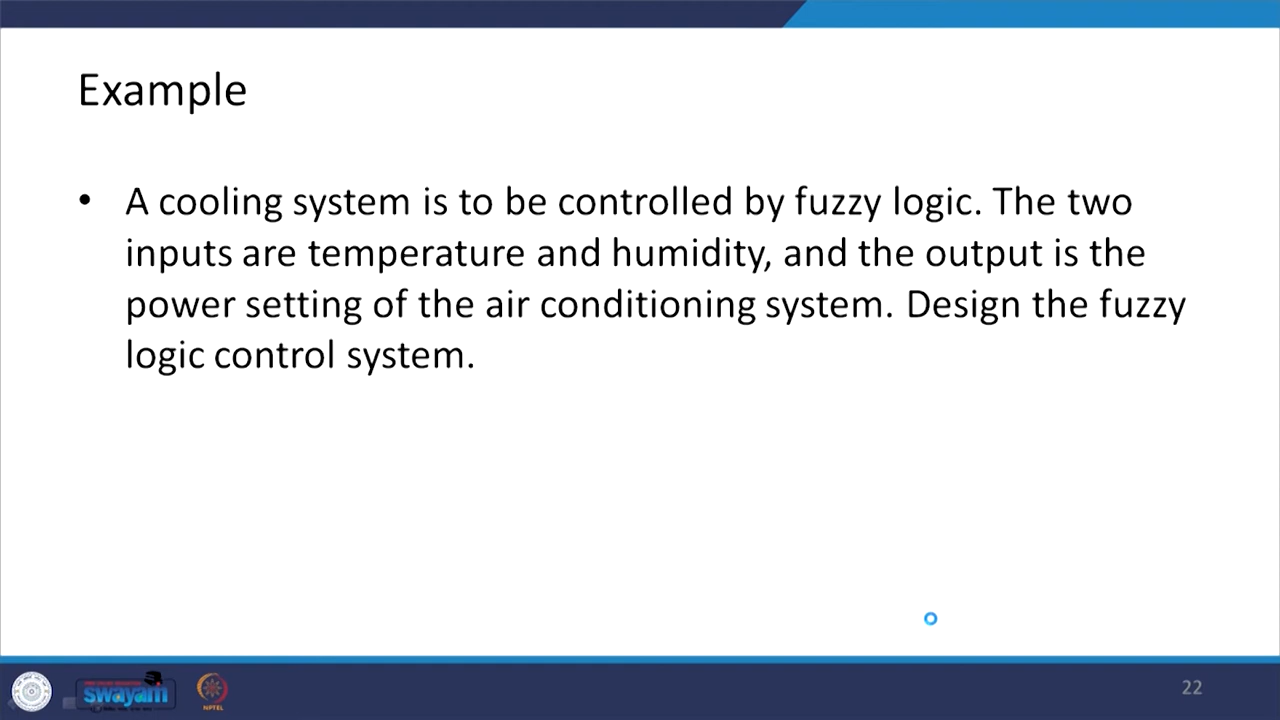 Example
• A cooling system is to be controlled by fuzzy logic. The two
inputs are temperature and humidity, and the output is the
power setting of the air conditioning system. Design the fuzzy
logic control system.
swayam
NPTEL
22